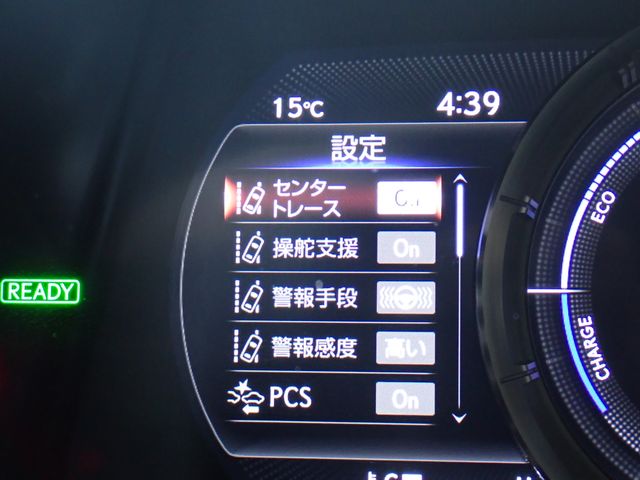 15℃
4:39
設定
センター
トレース
操舵支援
On
警報手段
警報感度
高い
PCS
On
READY
ECO
CHARGE